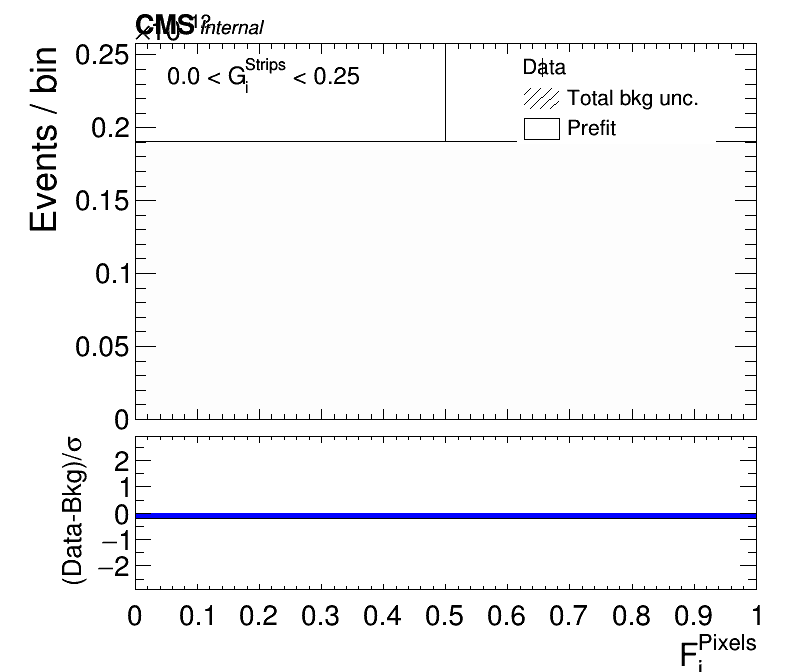 CMS Internal
×10¹²
Events / bin
0.25
0.2
0.15
0.1
0.05
0
0.0 < G_i^Strips < 0.25
Data
Total bkg unc.
Prefit
(Data-Bkg)/σ
2
1
0
−1
−2
0 0.1 0.2 0.3 0.4 0.5 0.6 0.7 0.8 0.9 1
F_i^Pixels